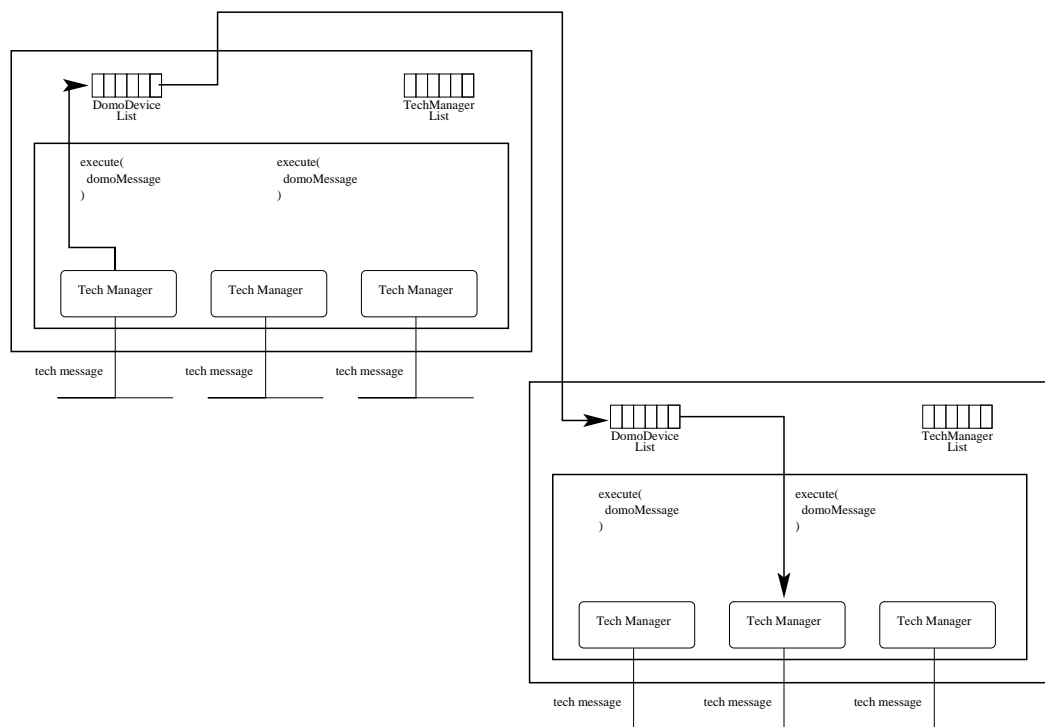 DomoDevice
List
TechManager
List
execute(
domoMessage
)
execute(
domoMessage
)
Tech Manager
Tech Manager
Tech Manager
tech message
tech message
tech message
DomoDevice
List
TechManager
List
execute(
domoMessage
)
execute(
domoMessage
)
Tech Manager
Tech Manager
Tech Manager
tech message
tech message
tech message